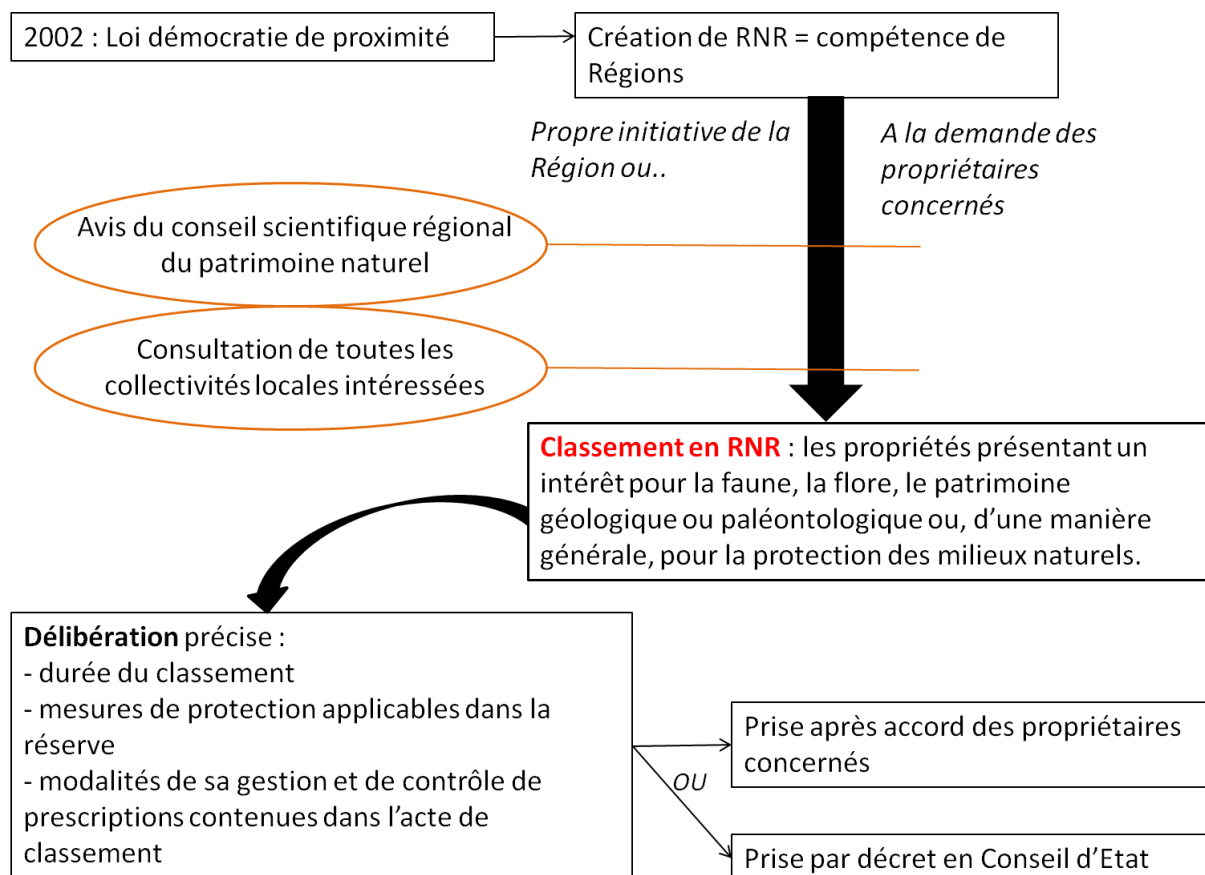 2002 : Loi démocratie de proximité
Création de RNR = compétence de
Régions
Propre initiative de la
Région ou..
A la demande des
propriétaires
concernés
Avis du conseil scientifique régional
du patrimoine naturel
Consultation de toutes les
collectivités locales intéressées
Classement en RNR : les propriétés présentant un
intérêt pour la faune, la flore, le patrimoine
géologique ou paléontologique ou, d’une manière
générale, pour la protection des milieux naturels.
Délibération précise :
- durée du classement
- mesures de protection applicables dans la
réserve
- modalités de sa gestion et de contrôle de
prescriptions contenues dans l’acte de
classement
Prise après accord des propriétaires
concernés
OU
Prise par décret en Conseil d’Etat